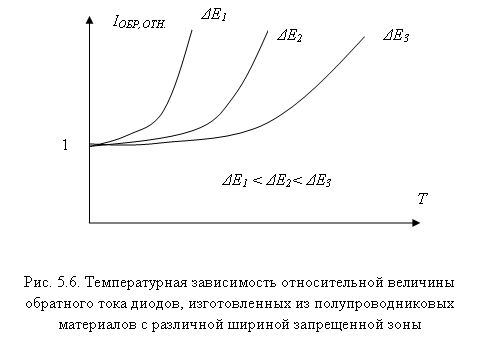 I ОБР,ОТН.
ΔE1
ΔE2
ΔE3
1
ΔE1 < ΔE2 < ΔE3
T
Рис. 5.6. Температурная зависимость относительной величины
обратного тока диодов, изготовленных из полупроводниковых
материалов с различной шириной запрещенной зоны